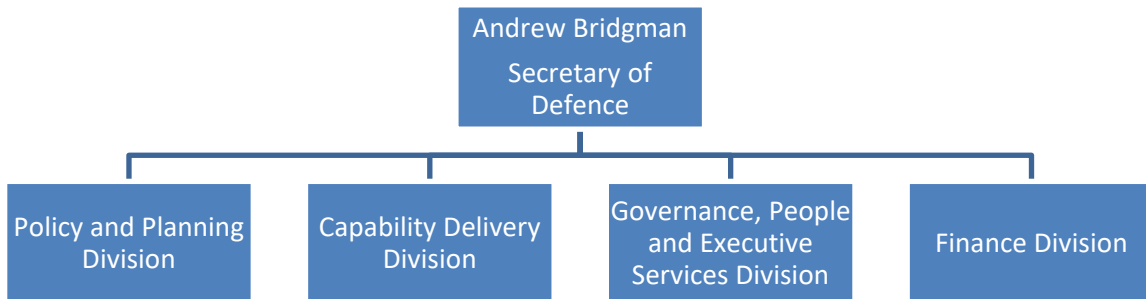 Andrew Bridgman
Secretary of
Defence
Policy and Planning
Division
Capability Delivery
Division
Governance, People
and Executive
Services Division
Finance Division